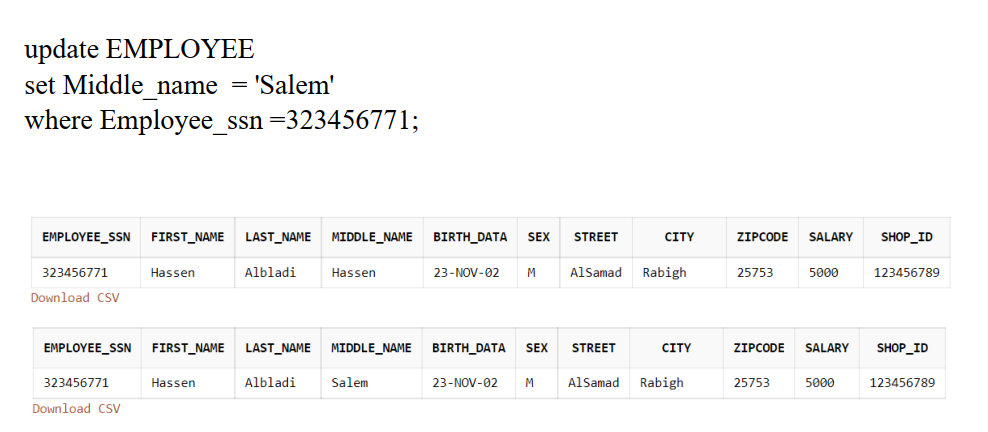 update EMPLOYEE
set Middle_name  = 'Salem'
where Employee_ssn =323456771;
EMPLOYEE_SSN FIRST_NAME LAST_NAME MIDDLE_NAME BIRTH_DATA SEX STREET CITY ZIPCODE SALARY SHOP_ID
323456771 Hassen Albladi Hassen 23-NOV-02 M AlSamad Rabigh 25753 5000 123456789
Download CSV
EMPLOYEE_SSN FIRST_NAME LAST_NAME MIDDLE_NAME BIRTH_DATA SEX STREET CITY ZIPCODE SALARY SHOP_ID
323456771 Hassen Albladi Salem 23-NOV-02 M AlSamad Rabigh 25753 5000 123456789
Download CSV